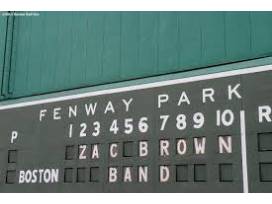 FENWAY PARK
P 1 2 3 4 5 6 7 8 9 10 R
ZAC BROWN
BOSTON BAND